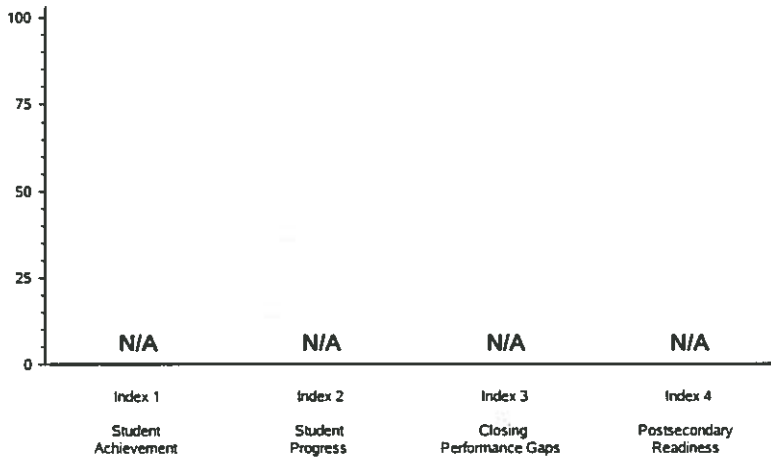 100
75
50
25
0
N/A N/A N/A N/A
Index 1 Index 2 Index 3 Index 4
Student Student Closing Postsecondary
Achievement Progress Performance Gaps Readiness